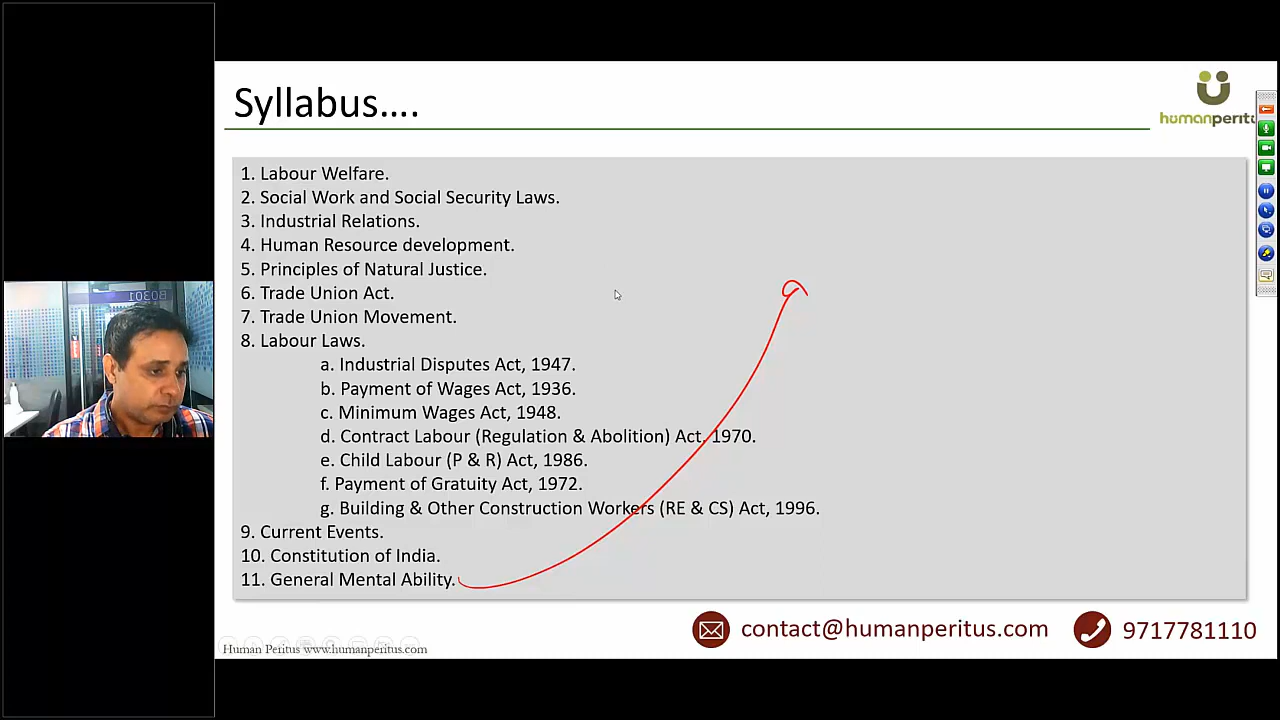 Syllabus....
humanperitu
1. Labour Welfare.
2. Social Work and Social Security Laws.
3. Industrial Relations.
4. Human Resource development.
5. Principles of Natural Justice.
6. Trade Union Act.
7. Trade Union Movement.
8. Labour Laws.
a. Industrial Disputes Act, 1947.
b. Payment of Wages Act, 1936.
c. Minimum Wages Act, 1948.
d. Contract Labour (Regulation & Abolition) Act, 1970.
e. Child Labour (P & R) Act, 1986.
f. Payment of Gratuity Act, 1972.
g. Building & Other Construction Workers (RE & CS) Act, 1996.
9. Current Events.
10. Constitution of India.
11. General Mental Ability.
contact@humanperitus.com
9717781110
Human Peritus www.humanperitus.com
B0301